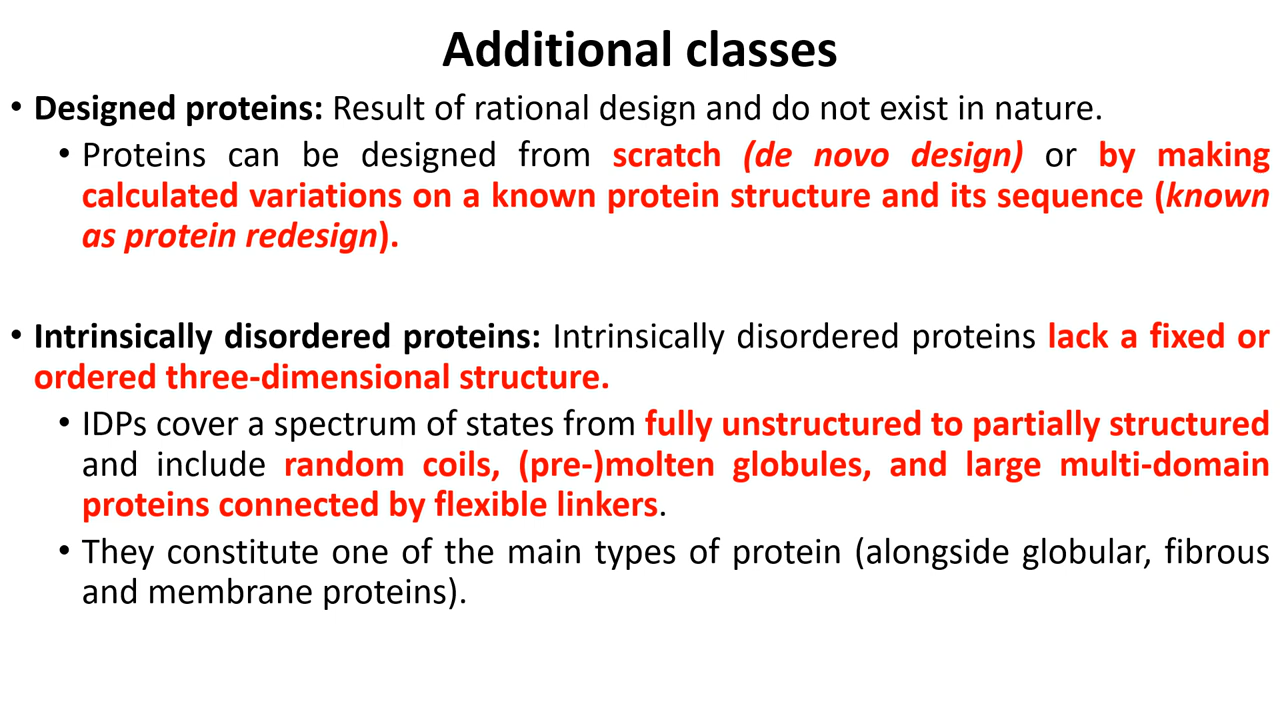 Additional classes
• Designed proteins: Result of rational design and do not exist in nature.
• Proteins can be designed from scratch (de novo design) or by making
calculated variations on a known protein structure and its sequence (known
as protein redesign).
• Intrinsically disordered proteins: Intrinsically disordered proteins lack a fixed or
ordered three-dimensional structure.
• IDPs cover a spectrum of states from fully unstructured to partially structured
and include random coils, (pre-)molten globules, and large multi-domain
proteins connected by flexible linkers.
• They constitute one of the main types of protein (alongside globular, fibrous
and membrane proteins).